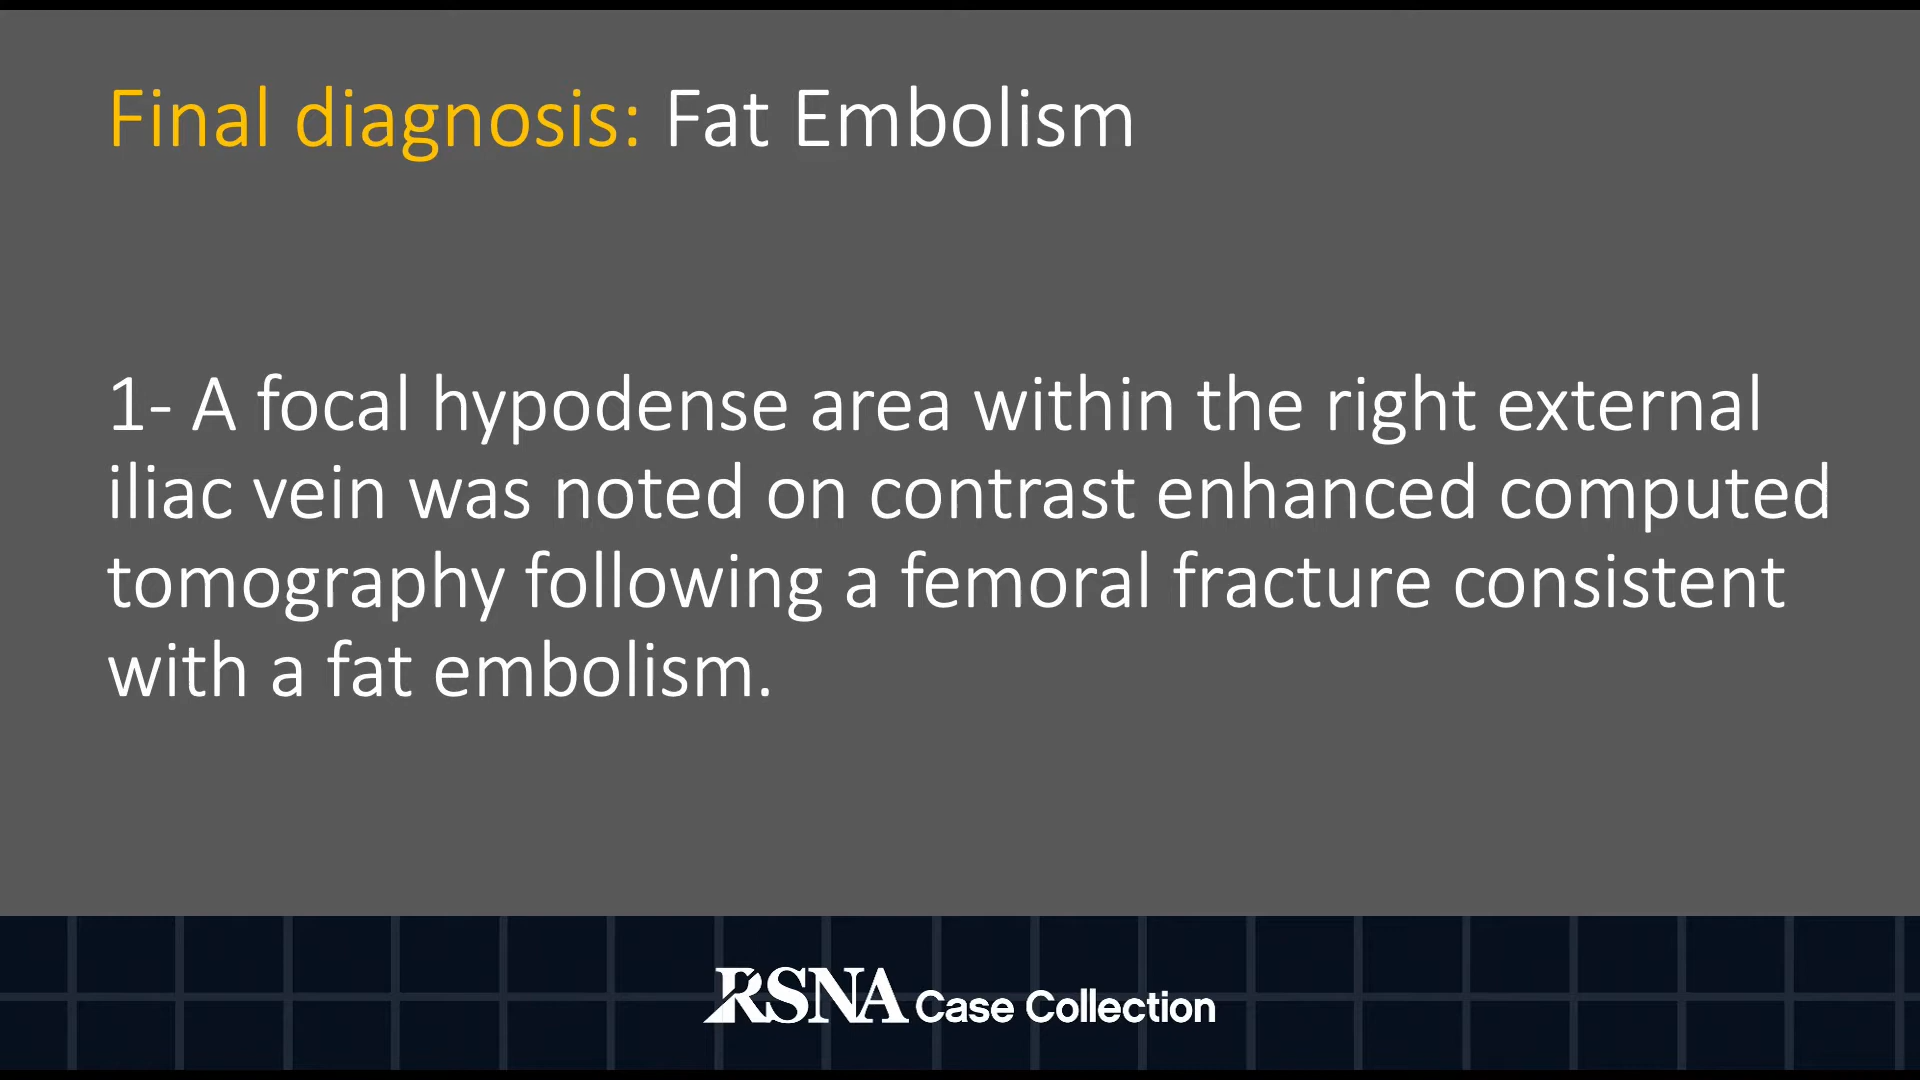 Final diagnosis: Fat Embolism
1- A focal hypodense area within the right external
iliac vein was noted on contrast enhanced computed
tomography following a femoral fracture consistent
with a fat embolism.
RSNA Case Collection